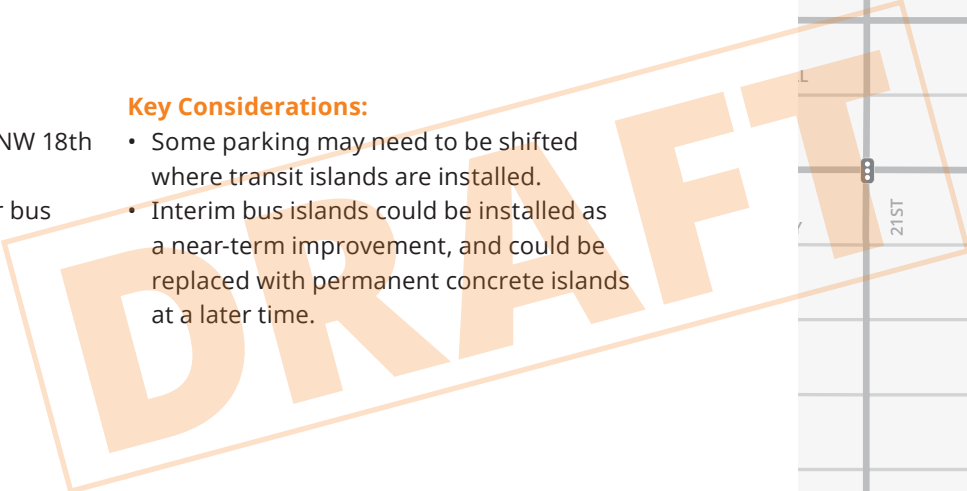 Key Considerations:
NW 18th
• Some parking may need to be shifted
where transit islands are installed.
bus
• Interim bus islands could be installed as
a near-term improvement, and could be
replaced with permanent concrete islands
at a later time.
DRAFT
21ST